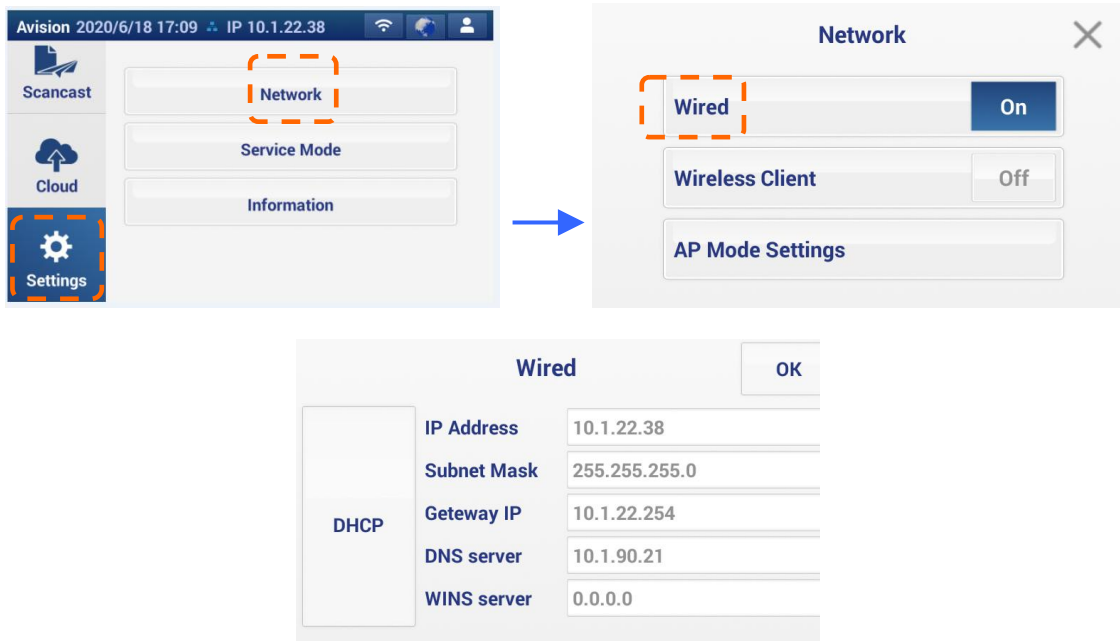 Avision 2020/6/18 17:09 IP 10.1.22.38
Scancast
Cloud
Settings
Network
Service Mode
Information
Network
Wired On
Wireless Client Off
AP Mode Settings
Wired OK
DHCP
IP Address 10.1.22.38
Subnet Mask 255.255.255.0
Geteway IP 10.1.22.254
DNS server 10.1.90.21
WINS server 0.0.0.0